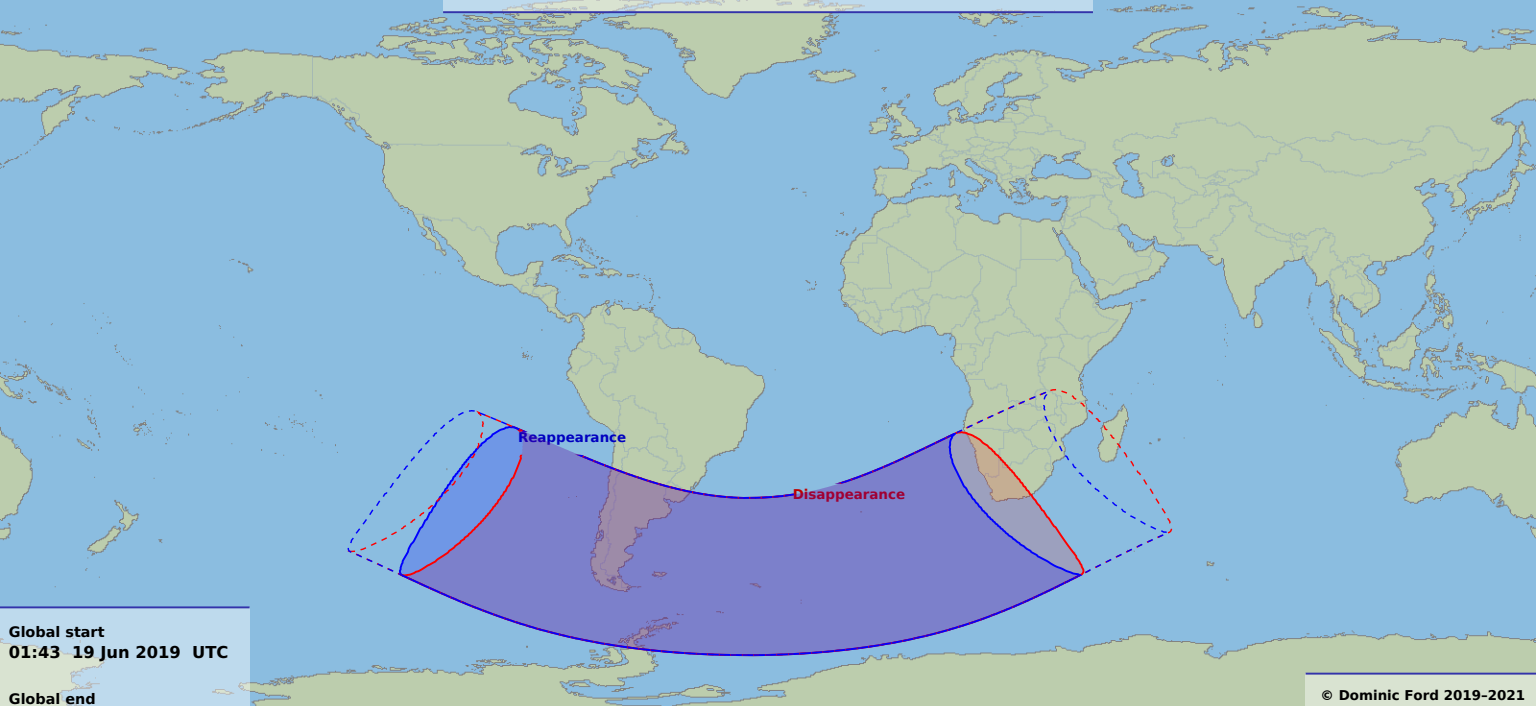 Reappearance
Disappearance
Global start
01:43 19 Jun 2019 UTC
Global end
© Dominic Ford 2019–2021